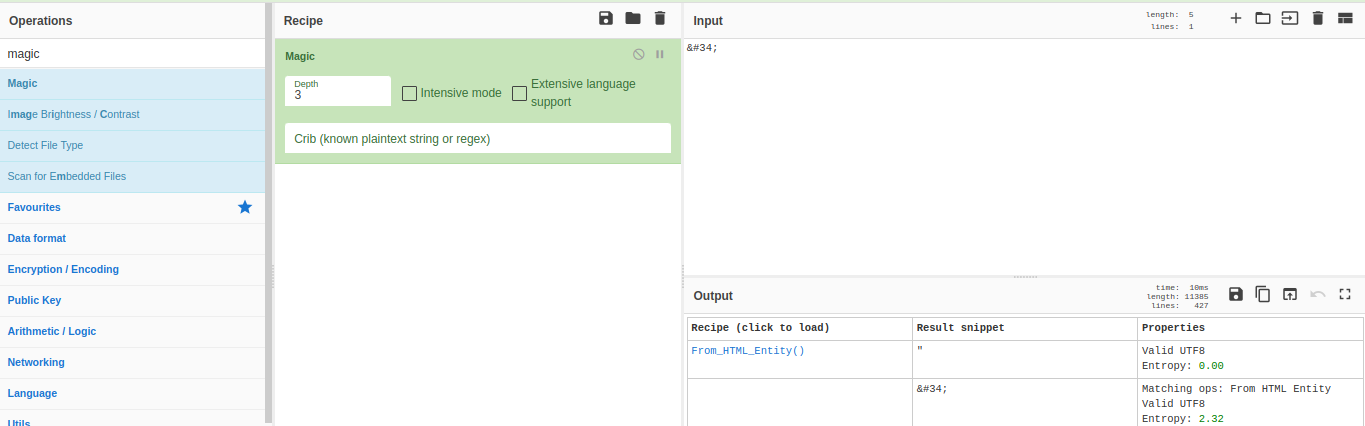 Operations
magic
Magic
Image Brightness / Contrast
Detect File Type
Scan for Embedded Files
Favourites
Data format
Encryption / Encoding
Public Key
Arithmetic / Logic
Networking
Language
Utils
Recipe
Magic
Depth
3
Intensive mode
Extensive language
support
Crib (known plaintext string or regex)
Input
length: 5
lines: 1
&#34;
Output
time: 10ms
length: 11385
lines: 427
Recipe (click to load) Result snippet Properties
From_HTML_Entity() " Valid UTF8
Entropy: 0.00
&#34; Matching ops: From HTML Entity
Valid UTF8
Entropy: 2.32